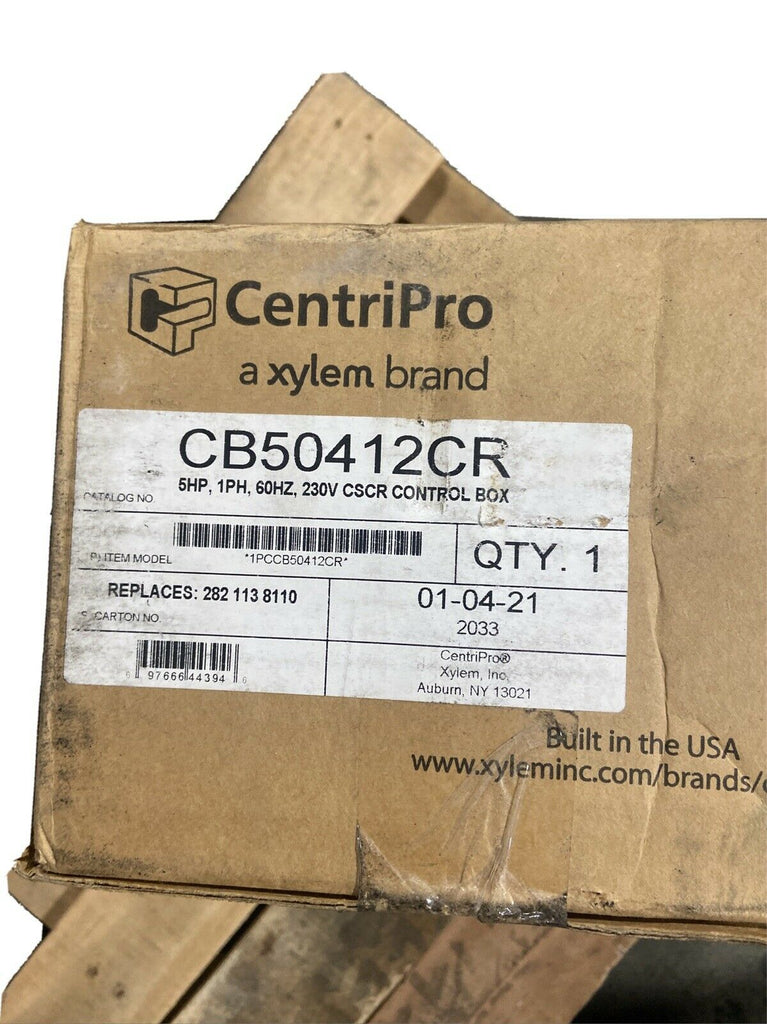 CentriPro
a xylem brand
CB50412CR
5HP, 1PH, 60HZ, 230V CSCR CONTROL BOX
CATALOG NO.
ITEM MODEL
*1PCCB50412CR*
QTY. 1
REPLACES: 282 113 8110
CARTON NO.
01-04-21
2033
6 97666 44394 6
CentriPro®
Xylem, Inc.
Auburn, NY 13021
Built in the USA
www.xyleminc.com/brands/